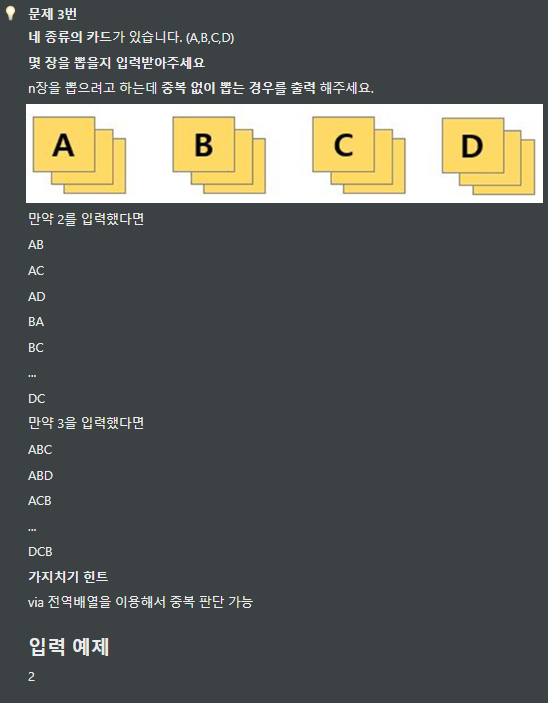 문제 3번
네 종류의 카드가 있습니다. (A,B,C,D)
몇 장을 뽑을지 입력받아주세요
n장을 뽑으려고 하는데 중복 없이 뽑는 경우를 출력 해주세요.
A B C D
만약 2를 입력했다면
AB
AC
AD
BA
BC
...
DC
만약 3을 입력했다면
ABC
ABD
ACB
...
DCB
가지치기 힌트
via 전역배열을 이용해서 중복 판단 가능
입력 예제
2